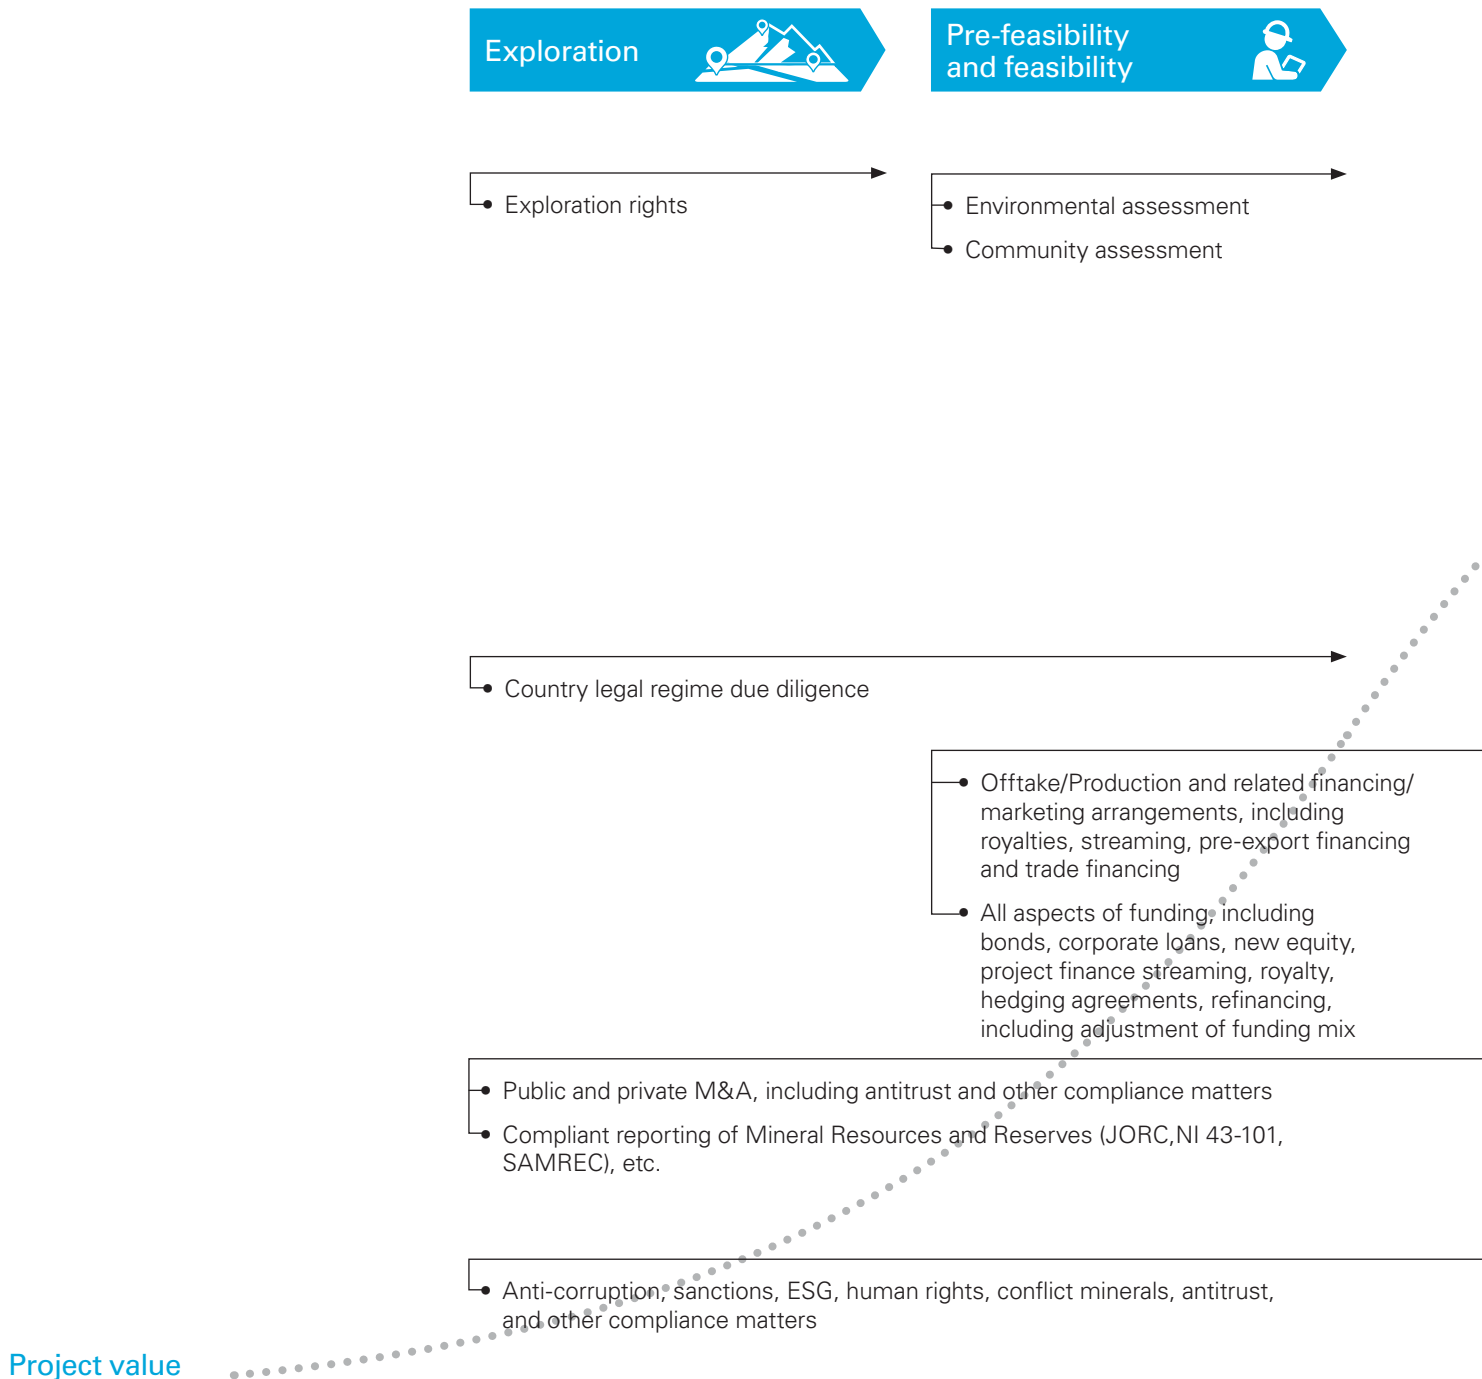 Exploration
Pre-feasibility
and feasibility
Exploration rights
Environmental assessment
Community assessment
Country legal regime due diligence
Offtake/Production and related financing/
marketing arrangements, including
royalties, streaming, pre-export financing
and trade financing
All aspects of funding, including
bonds, corporate loans, new equity,
project finance streaming, royalty,
hedging agreements, refinancing,
including adjustment of funding mix
Public and private M&A, including antitrust and other compliance matters
Compliant reporting of Mineral Resources and Reserves (JORC,NI 43-101,
SAMREC), etc.
Anti-corruption, sanctions, ESG, human rights, conflict minerals, antitrust,
and other compliance matters
Project value